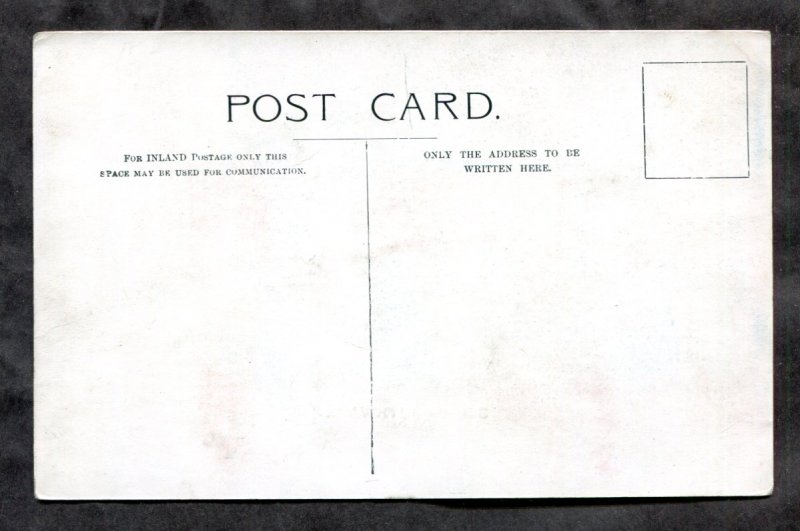 POST CARD.
FOR INLAND POSTAGE ONLY THIS
SPACE MAY BE USED FOR COMMUNICATION.
ONLY THE ADDRESS TO BE
WRITTEN HERE.